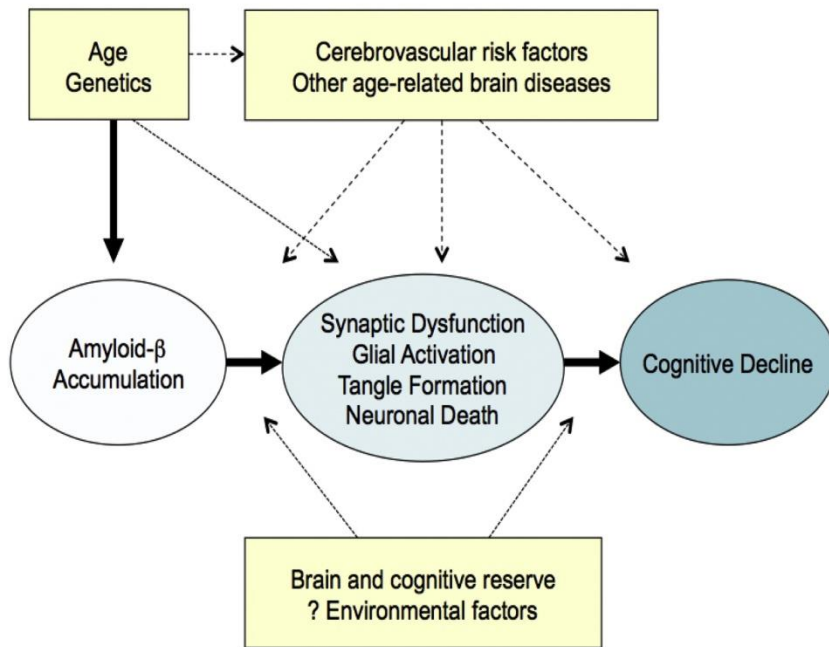 Age
Genetics
Cerebrovascular risk factors
Other age-related brain diseases
Amyloid-β
Accumulation
Synaptic Dysfunction
Glial Activation
Tangle Formation
Neuronal Death
Cognitive Decline
Brain and cognitive reserve
? Environmental factors